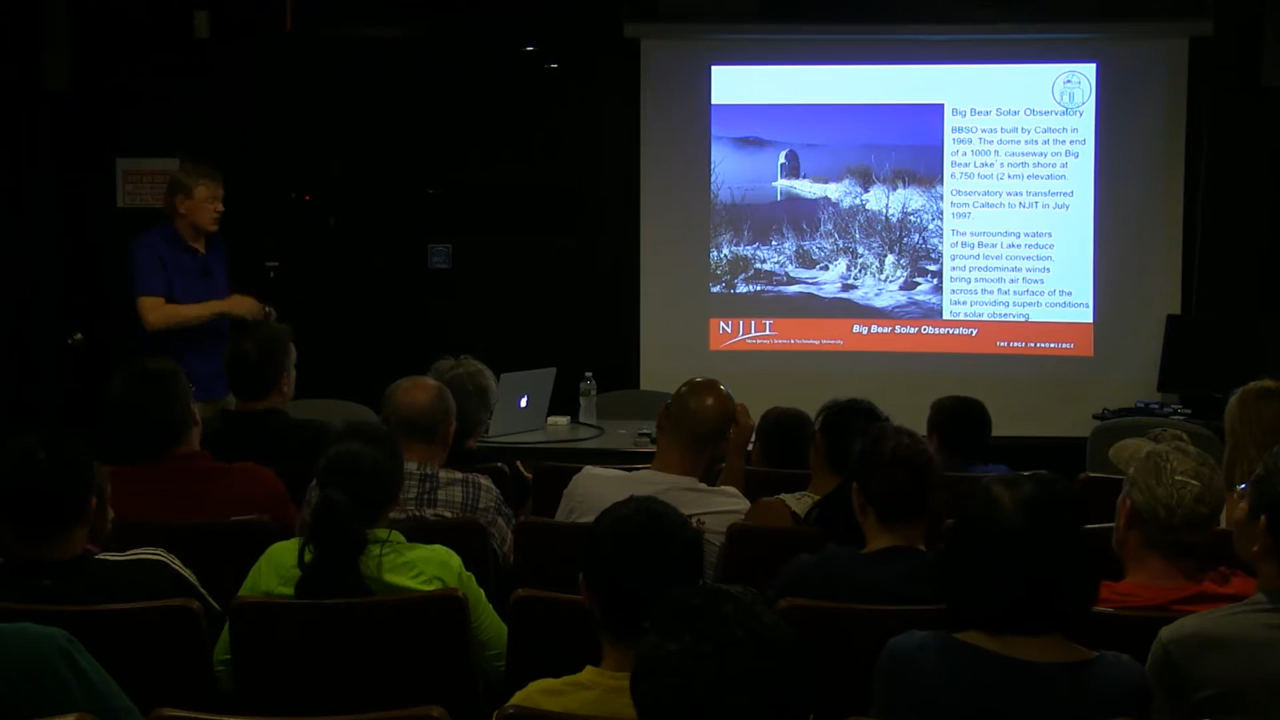 Big Bear Solar Observatory
BBSO was built by Caltech in
1969. The dome sits at the end
of a 1000 ft. causeway on Big
Bear Lake's north shore at
6,750 foot (2 km) elevation.
Observatory was transferred
from Caltech to NJIT in July
1997.
The surrounding waters
of Big Bear Lake reduce
ground level convection,
and predominate winds
bring smooth air flows
across the flat surface of the
lake providing superb conditions
for solar observing.
NJIT
New Jersey's Science & Technology University
Big Bear Solar Observatory
THE EDGE IN KNOWLEDGE